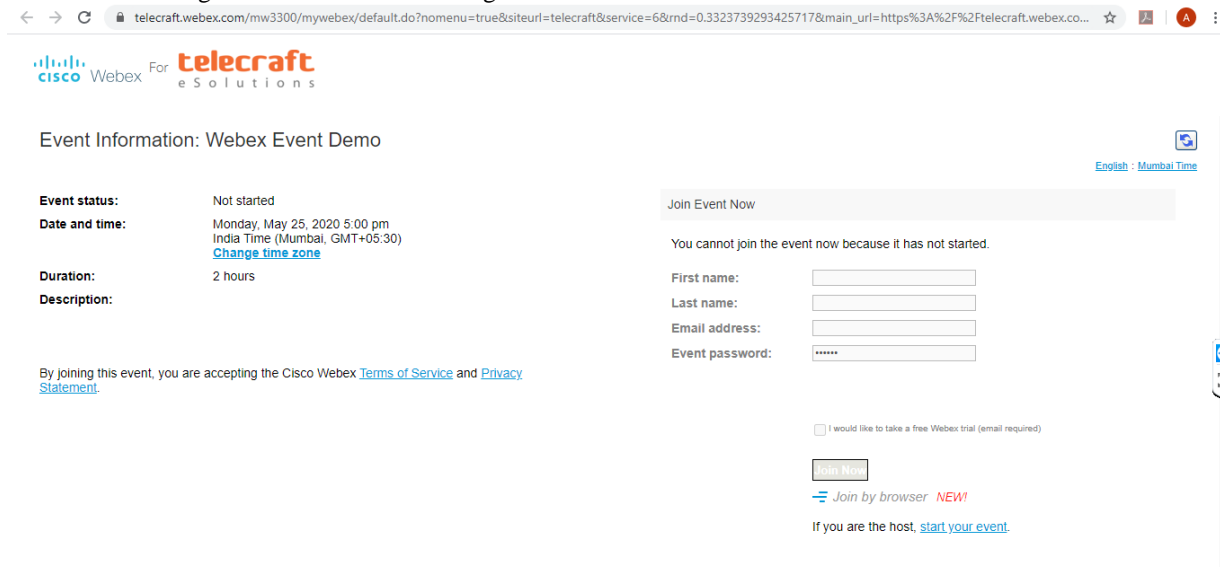 telecraft.webex.com/mw3300/mywebex/default.do?nomenu=true&siteurl=telecraft&service=6&rnd=0.3323739293425717&main_url=https%3A%2F%2Ftelecraft.webex.co...
A
cisco Webex For telecraft
eSolutions
Event Information: Webex Event Demo
English : Mumbai Time
Event status: Not started
Date and time: Monday, May 25, 2020 5:00 pm
India Time (Mumbai, GMT+05:30)
Change time zone
Duration: 2 hours
Description:
By joining this event, you are accepting the Cisco Webex Terms of Service and Privacy
Statement.
Join Event Now
You cannot join the event now because it has not started.
First name:
Last name:
Email address:
Event password: ••••••
I would like to take a free Webex trial (email required)
Join Now
Join by browser NEW!
If you are the host, start your event.